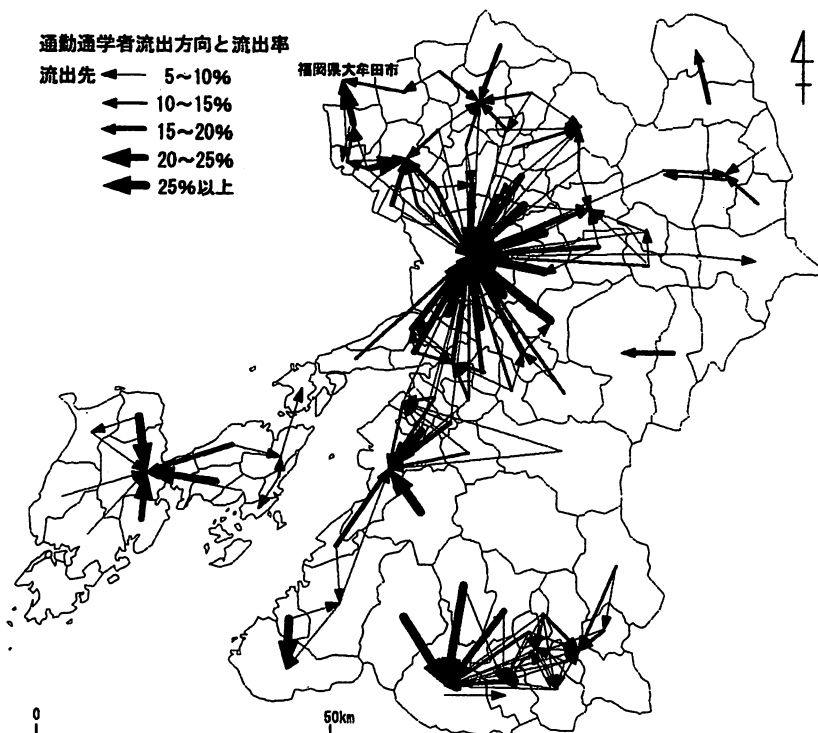 通勤通学者流出方向と流出率
流出先 5～10%
10～15%
15～20%
20～25%
25%以上
福岡県大牟田市
0
50km